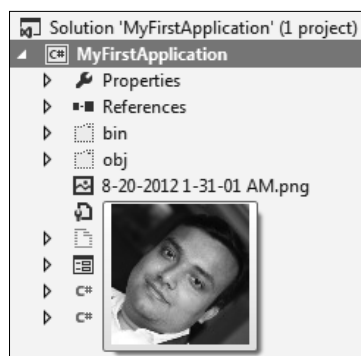 Solution 'MyFirstApplication' (1 project)
C# MyFirstApplication
Properties
References
bin
obj
8-20-2012 1-31-01 AM.png
C#
C#